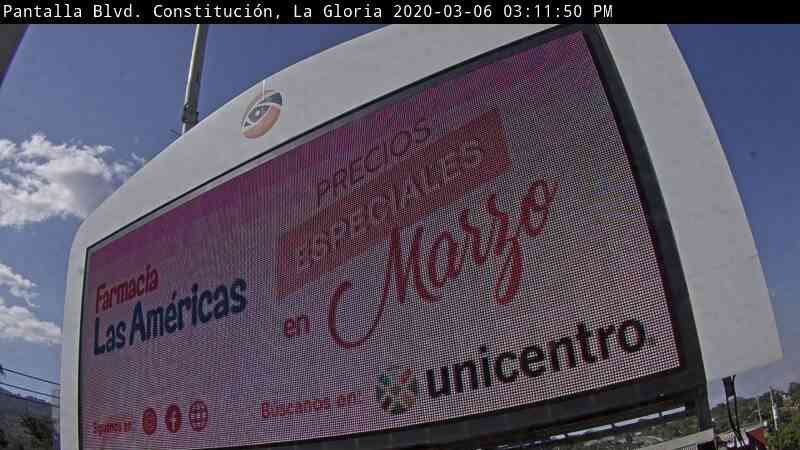 Pantalla Blvd. Constitución, La Gloria 2020-03-06 03:11:50 PM
PRECIOS
ESPECIALES
en Marzo
Farmacia
Las Américas
Síguenos en:
Búscanos en: unicentro.